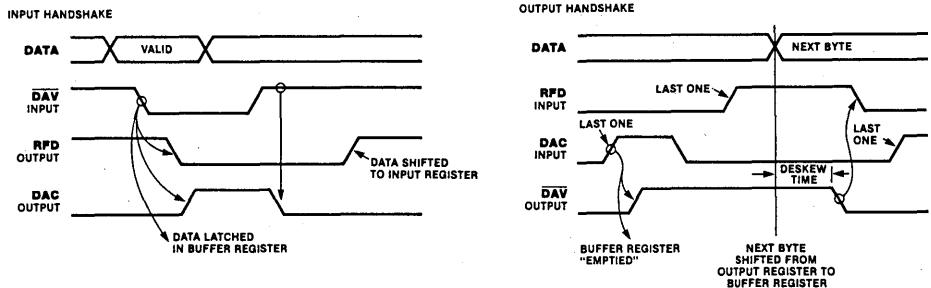 INPUT HANDSHAKE
DATA
VALID
DAV
INPUT
RFD
OUTPUT
DATA SHIFTED
TO INPUT REGISTER
DAC
OUTPUT
DATA LATCHED
IN BUFFER REGISTER
OUTPUT HANDSHAKE
DATA
NEXT BYTE
RFD
INPUT
LAST ONE
LAST ONE
DAC
INPUT
LAST
ONE
DESKEW
TIME
DAV
OUTPUT
BUFFER REGISTER
"EMPTIED"
NEXT BYTE
SHIFTED FROM
OUTPUT REGISTER TO
BUFFER REGISTER